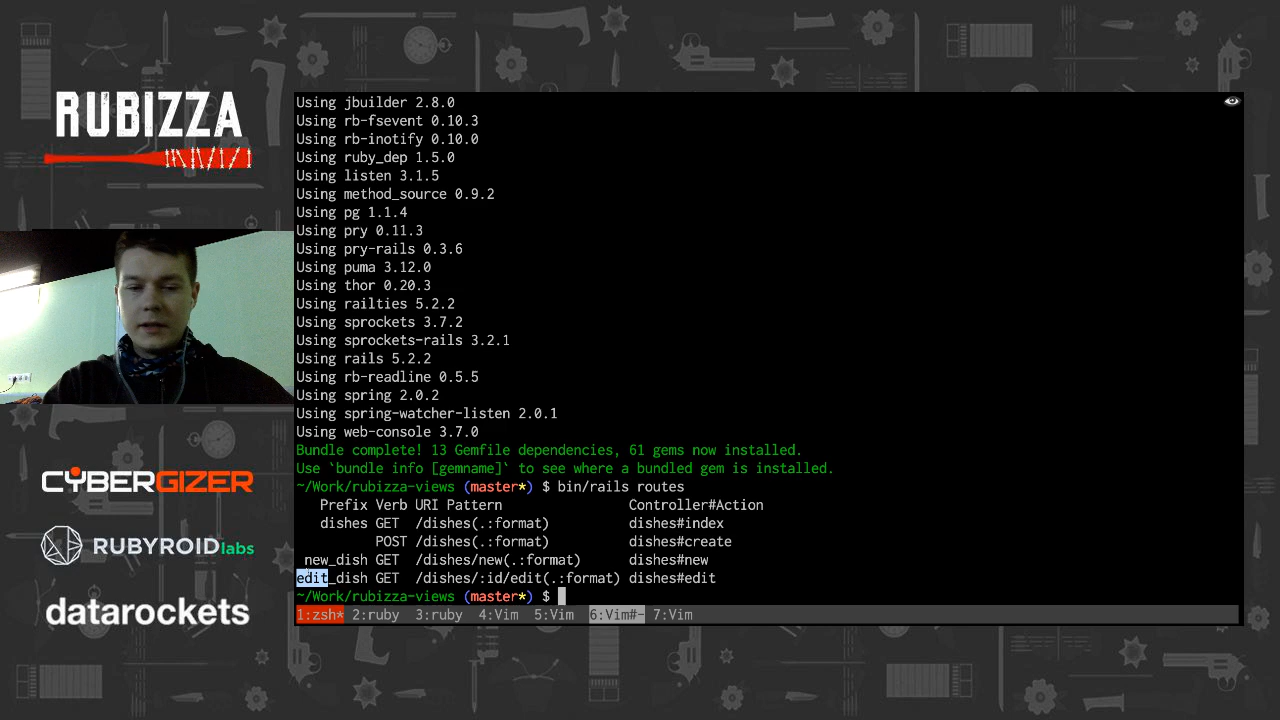 RUBIZZA
CYBERGIZER
RUBYROIDlabs
datarockets
Using jbuilder 2.8.0
Using rb-fsevent 0.10.3
Using rb-inotify 0.10.0
Using ruby_dep 1.5.0
Using listen 3.1.5
Using method_source 0.9.2
Using pg 1.1.4
Using pry 0.11.3
Using pry-rails 0.3.6
Using puma 3.12.0
Using thor 0.20.3
Using railties 5.2.2
Using sprockets 3.7.2
Using sprockets-rails 3.2.1
Using rails 5.2.2
Using rb-readline 0.5.5
Using spring 2.0.2
Using spring-watcher-listen 2.0.1
Using web-console 3.7.0
Bundle complete! 13 Gemfile dependencies, 61 gems now installed.
Use `bundle info [gemname]` to see where a bundled gem is installed.
~/Work/rubizza-views (master*) $ bin/rails routes
Prefix Verb URI Pattern Controller#Action
dishes GET /dishes(.:format) dishes#index
POST /dishes(.:format) dishes#create
new_dish GET /dishes/new(.:format) dishes#new
edit_dish GET /dishes/:id/edit(.:format) dishes#edit
~/Work/rubizza-views (master*) $
1:zsh* 2:ruby 3:ruby 4:Vim 5:Vim 6:Vim#- 7:Vim